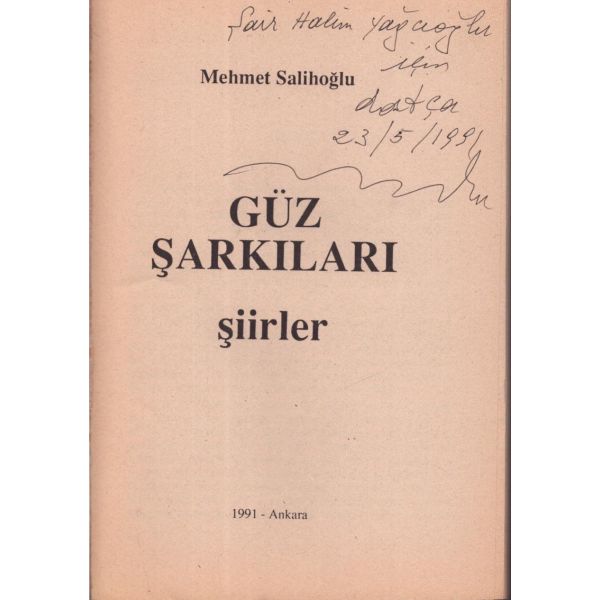 Şair Halim Yağcıoğlu
için
Mehmet Salihoğlu
datça
23/5/1991
GÜZ
ŞARKILARI
şiirler
1991 - Ankara